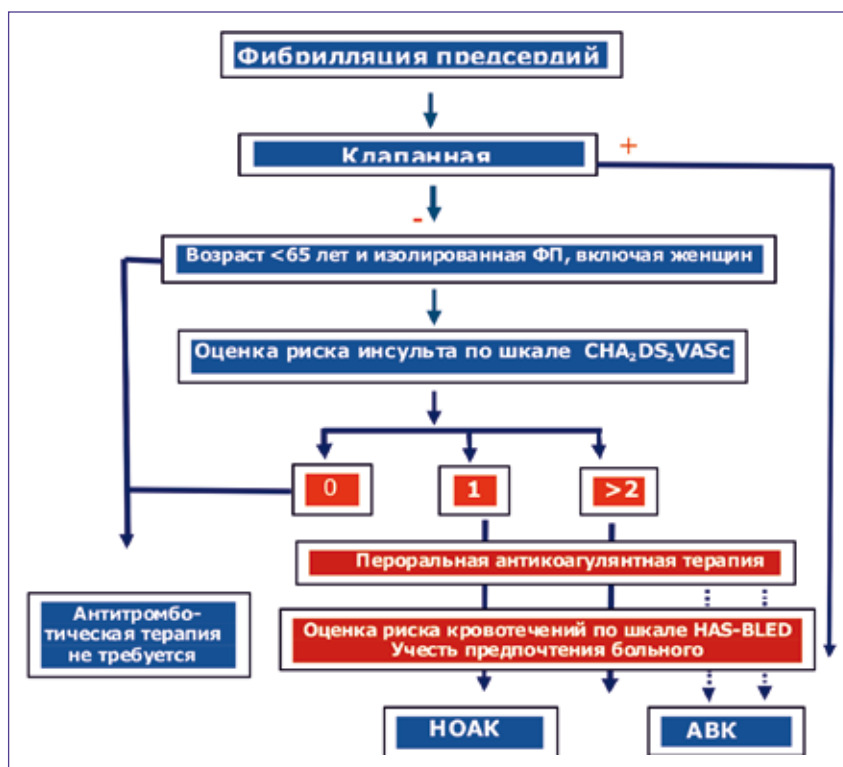 Фибрилляция предсердий
Клапанная
+
-
Возраст <65 лет и изолированная ФП, включая женщин
Оценка риска инсульта по шкале CHA₂DS₂VASc
0
1
>2
Пероральная антикоагулянтная терапия
Антитромбо-
тическая терапия
не требуется
Оценка риска кровотечений по шкале HAS-BLED
Учесть предпочтения больного
НОАК
АВК